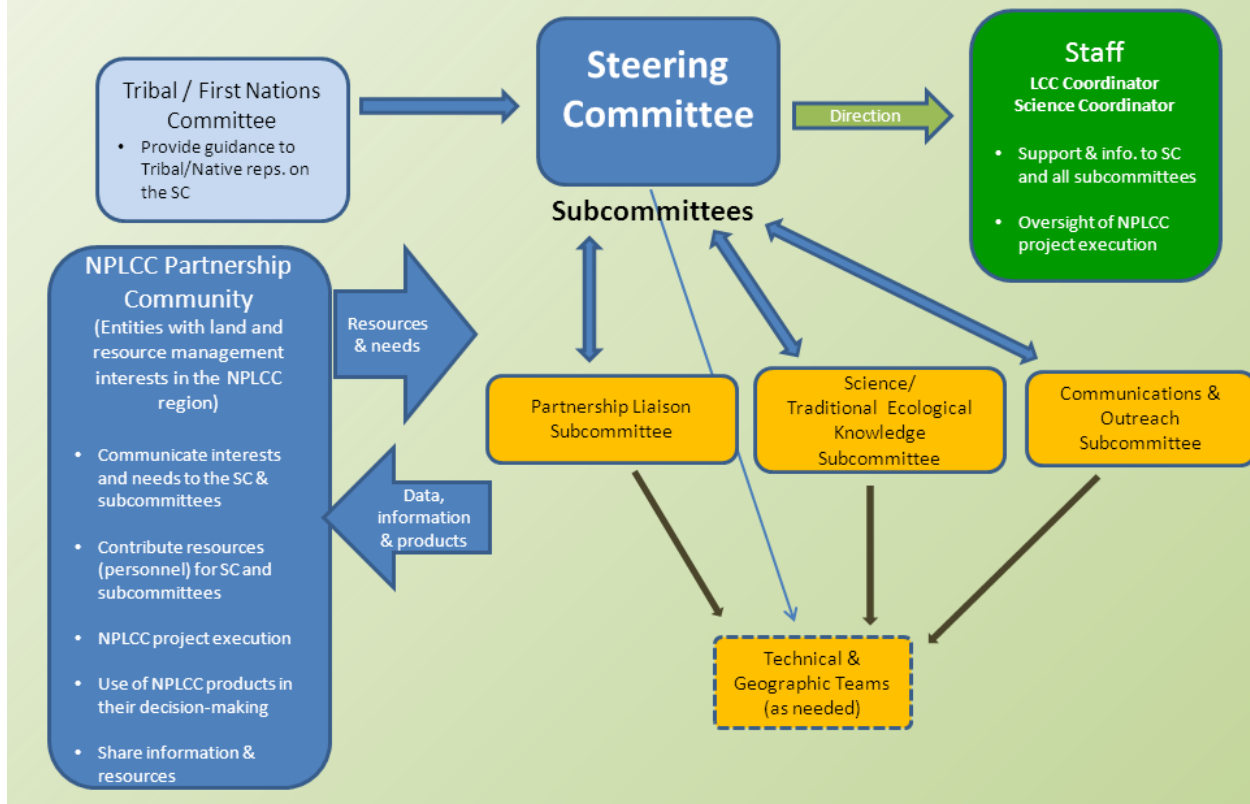 Steering
Committee
Tribal / First Nations
Committee
• Provide guidance to
Tribal/Native reps. on
the SC
Direction
Staff
LCC Coordinator
Science Coordinator
• Support & info. to SC
and all subcommittees
• Oversight of NPLCC
project execution
Subcommittees
NPLCC Partnership
Community
(Entities with land and
resource management
interests in the NPLCC
region)
• Communicate interests
and needs to the SC &
subcommittees
• Contribute resources
(personnel) for SC and
subcommittees
• NPLCC project execution
• Use of NPLCC products in
their decision-making
• Share information &
resources
Resources
& needs
Data,
information
& products
Partnership Liaison
Subcommittee
Science/
Traditional Ecological
Knowledge
Subcommittee
Communications &
Outreach
Subcommittee
Technical &
Geographic Teams
(as needed)